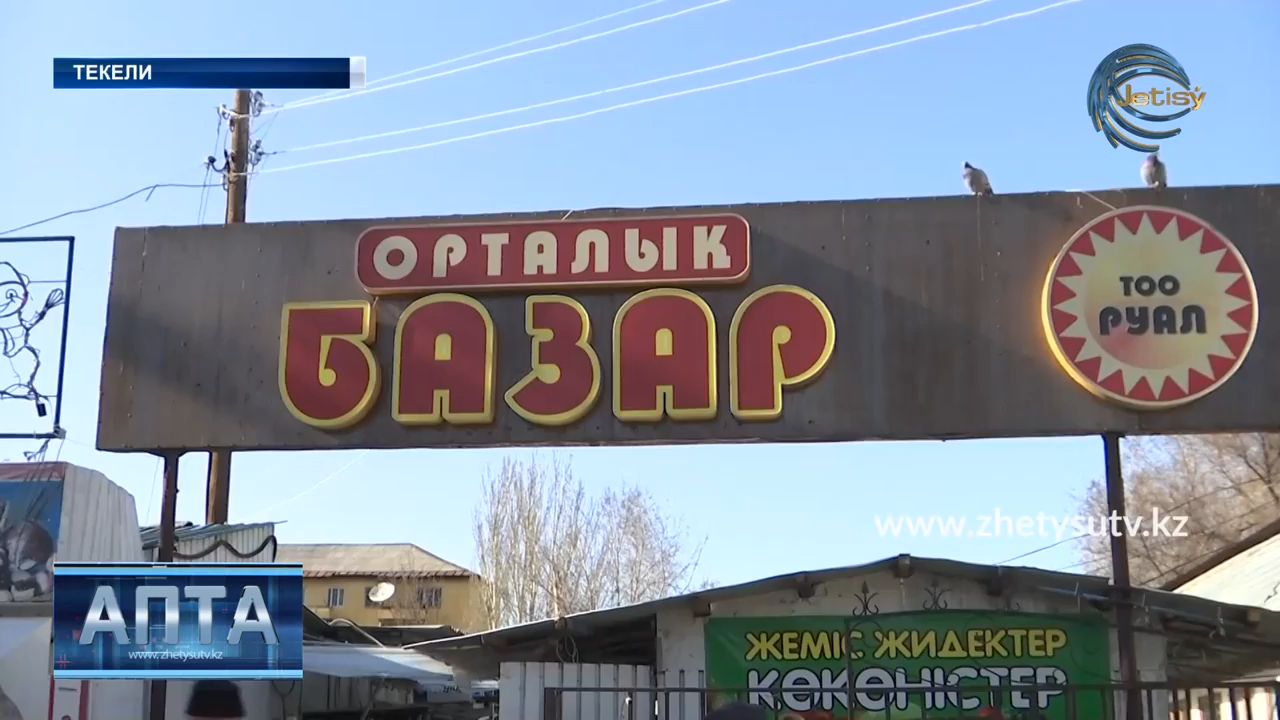 ТЕКЕЛИ
Jetisý
ОРТАЛЫҚ
БАЗАР
ТОО
РУАЛ
www.zhetysutv.kz
АПТА
www.zhetysutv.kz
ЖЕМІС ЖИДЕКТЕР
КӨКӨНІСТЕР